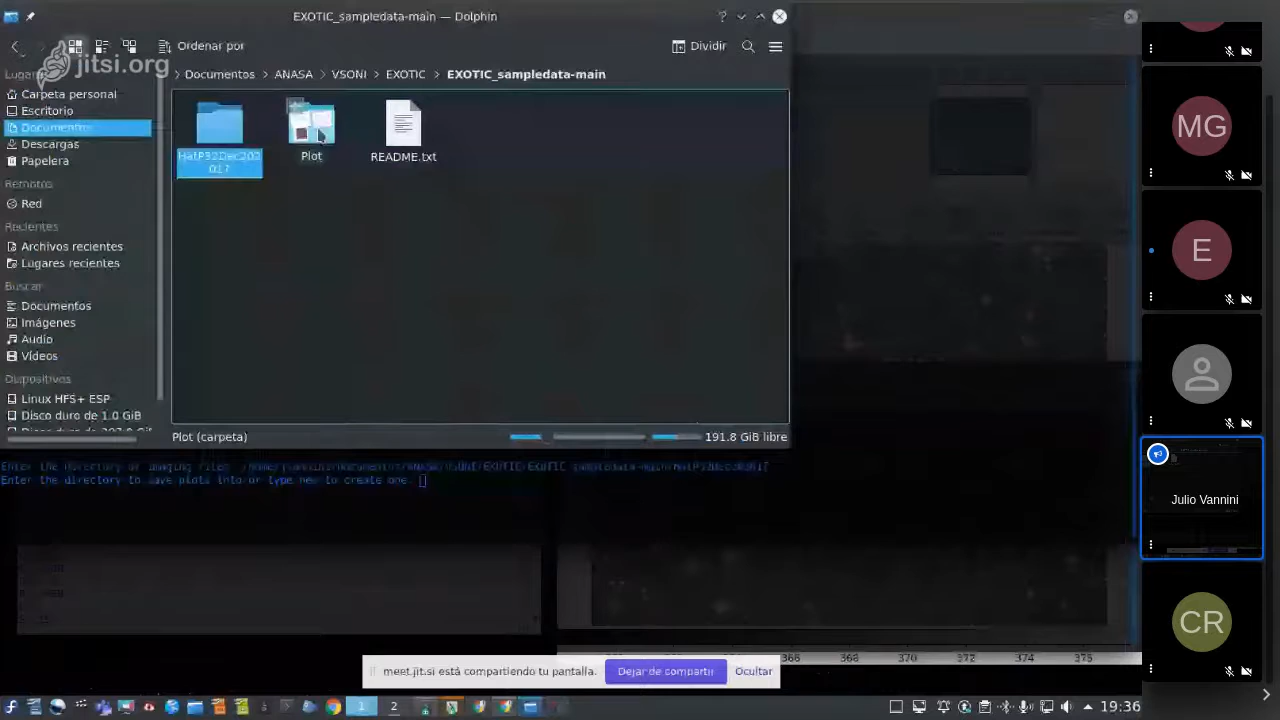 EXOTIC_sampledata-main — Dolphin
Ordenar por
Dividir
jitsi.org
Documentos > ANASA > VSONI > EXOTIC > EXOTIC_sampledata-main
Carpeta personal
Escritorio
Documentos
Descargas
Papelera
Remotos
Red
Recientes
Archivos recientes
Lugares recientes
Buscar
Documentos
Imágenes
Audio
Vídeos
Dispositivos
Linux HFS+ ESP
Disco duro de 1.0 GiB
HatP32Dec202
017
Plot
README.txt
Plot (carpeta)
191.8 GiB libre
Enter the directory to save plots into or type new to create one.
366 368 370 372 374 375
meet.jit.si está compartiendo tu pantalla.
Dejar de compartir
Ocultar
1
2
19:36
MG
E
Julio Vannini
CR